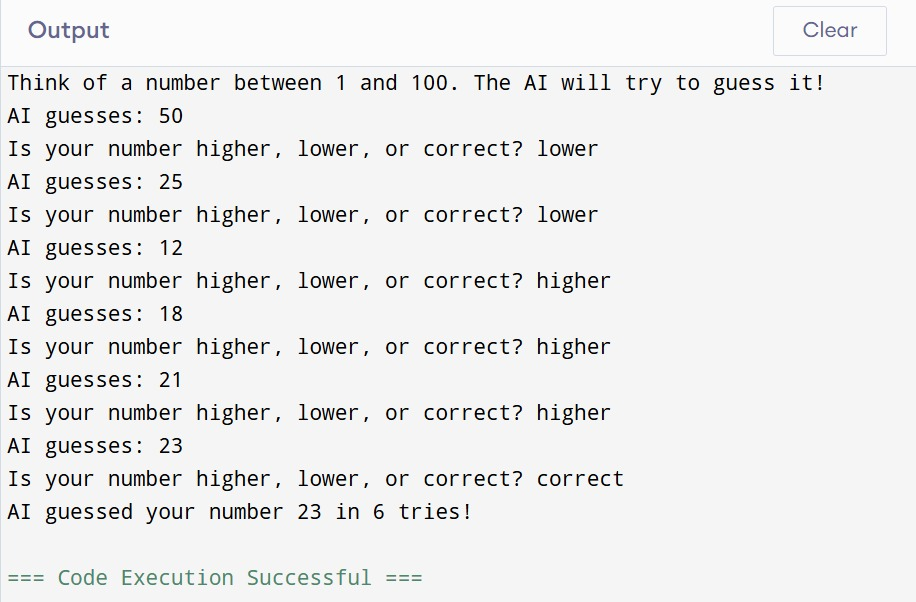 Output
Clear
Think of a number between 1 and 100. The AI will try to guess it!
AI guesses: 50
Is your number higher, lower, or correct? lower
AI guesses: 25
Is your number higher, lower, or correct? lower
AI guesses: 12
Is your number higher, lower, or correct? higher
AI guesses: 18
Is your number higher, lower, or correct? higher
AI guesses: 21
Is your number higher, lower, or correct? higher
AI guesses: 23
Is your number higher, lower, or correct? correct
AI guessed your number 23 in 6 tries!
=== Code Execution Successful ===